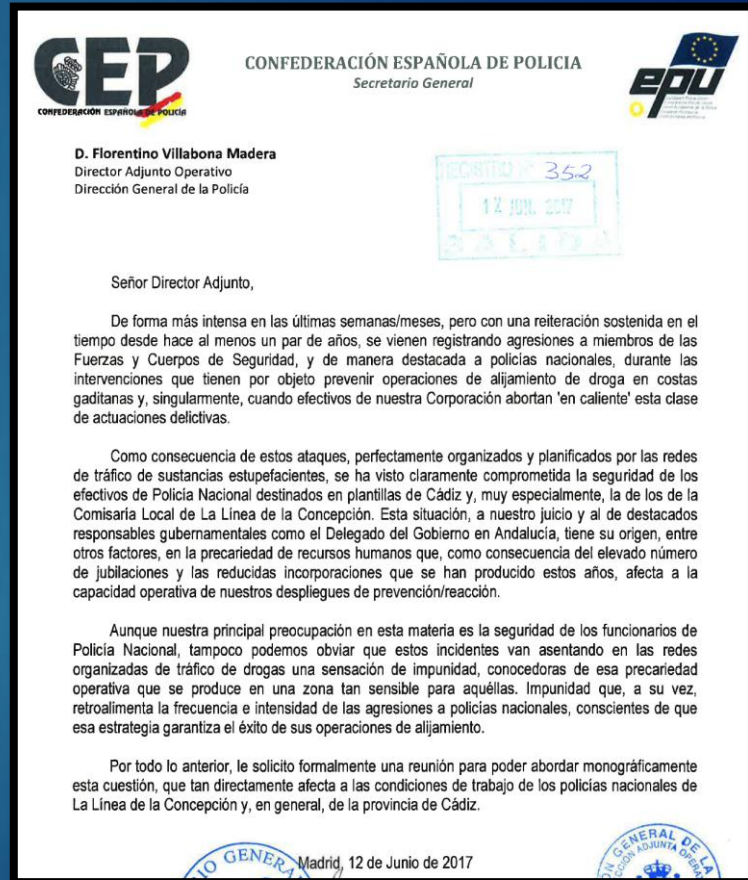 CEP
CONFEDERACIÓN ESPAÑOLA DE POLICÍA
CONFEDERACIÓN ESPAÑOLA DE POLICIA
Secretario General
epu
D. Florentino Villabona Madera
Director Adjunto Operativo
Dirección General de la Policía
REGISTRO Nº 352
12 JUN. 2017
SALIDA
Señor Director Adjunto,
De forma más intensa en las últimas semanas/meses, pero con una reiteración sostenida en el
tiempo desde hace al menos un par de años, se vienen registrando agresiones a miembros de las
Fuerzas y Cuerpos de Seguridad, y de manera destacada a policías nacionales, durante las
intervenciones que tienen por objeto prevenir operaciones de alijamiento de droga en costas
gaditanas y, singularmente, cuando efectivos de nuestra Corporación abortan 'en caliente' esta clase
de actuaciones delictivas.
Como consecuencia de estos ataques, perfectamente organizados y planificados por las redes
de tráfico de sustancias estupefacientes, se ha visto claramente comprometida la seguridad de los
efectivos de Policía Nacional destinados en plantillas de Cádiz y, muy especialmente, la de los de la
Comisaría Local de La Línea de la Concepción. Esta situación, a nuestro juicio y al de destacados
responsables gubernamentales como el Delegado del Gobierno en Andalucía, tiene su origen, entre
otros factores, en la precariedad de recursos humanos que, como consecuencia del elevado número
de jubilaciones y las reducidas incorporaciones que se han producido estos años, afecta a la
capacidad operativa de nuestros despliegues de prevención/reacción.
Aunque nuestra principal preocupación en esta materia es la seguridad de los funcionarios de
Policía Nacional, tampoco podemos obviar que estos incidentes van asentando en las redes
organizadas de tráfico de drogas una sensación de impunidad, conocedoras de esa precariedad
operativa que se produce en una zona tan sensible para aquéllas. Impunidad que, a su vez,
retroalimenta la frecuencia e intensidad de las agresiones a policías nacionales, conscientes de que
esa estrategia garantiza el éxito de sus operaciones de alijamiento.
Por todo lo anterior, le solicito formalmente una reunión para poder abordar monográficamente
esta cuestión, que tan directamente afecta a las condiciones de trabajo de los policías nacionales de
La Línea de la Concepción y, en general, de la provincia de Cádiz.
Madrid, 12 de Junio de 2017
GENERAL DE LA
ADJUNTA